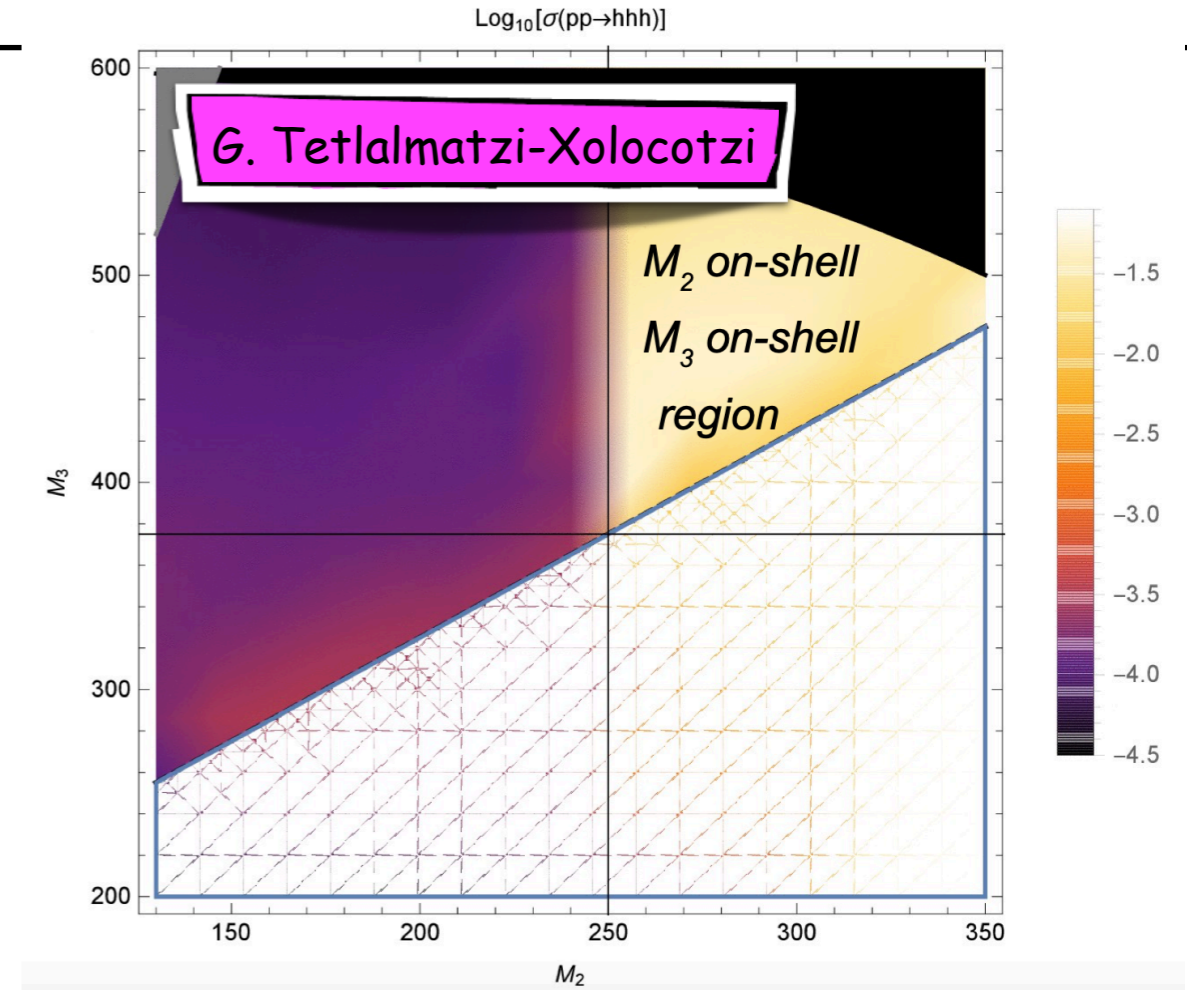 Log₁₀[σ(pp→hhh)]
600
500
400
300
200
M₃
G. Tetlalmatzi-Xolocotzi
M₂ on-shell
M₃ on-shell
region
150
200
250
300
350
M₂
−1.5
−2.0
−2.5
−3.0
−3.5
−4.0
−4.5